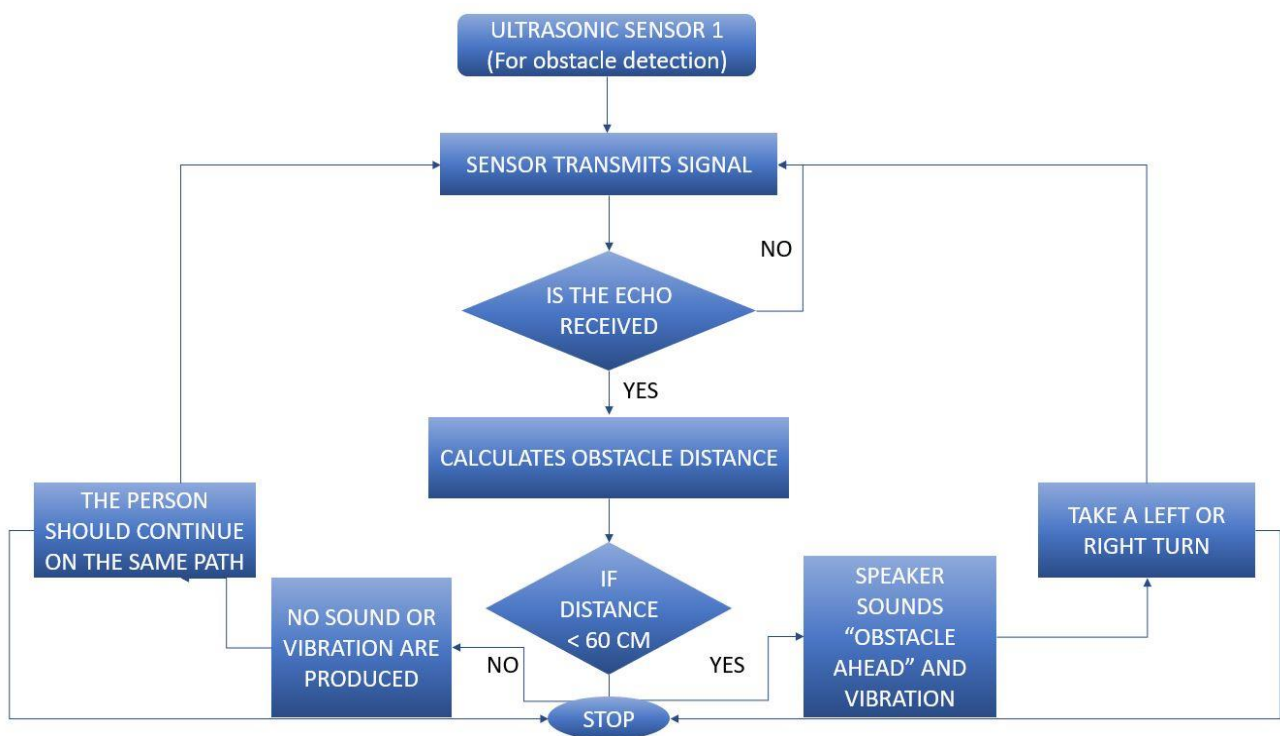 ULTRASONIC SENSOR 1
(For obstacle detection)
SENSOR TRANSMITS SIGNAL
NO
IS THE ECHO
RECEIVED
YES
CALCULATES OBSTACLE DISTANCE
THE PERSON
SHOULD CONTINUE
ON THE SAME PATH
TAKE A LEFT OR
RIGHT TURN
IF
DISTANCE
< 60 CM
NO SOUND OR
VIBRATION ARE
PRODUCED
SPEAKER
SOUNDS
“OBSTACLE
AHEAD” AND
VIBRATION
NO
YES
STOP